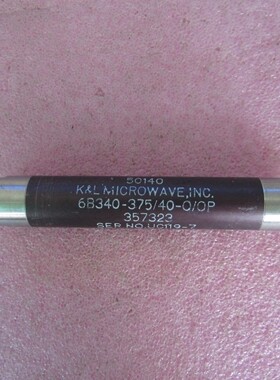 50140
K&L MICROWAVE,INC.
6B340-375/40-O/OP
357323
SER NO.UC119-7